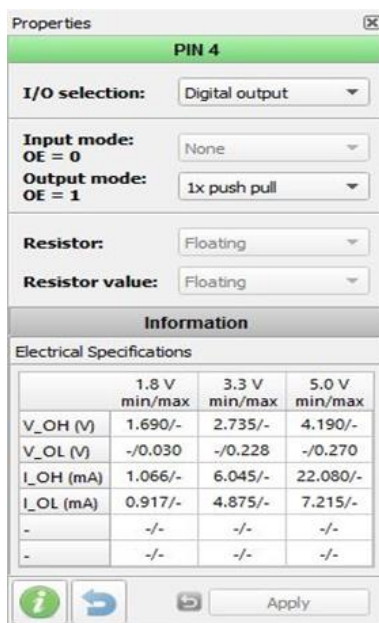 Properties
PIN 4
I/O selection: Digital output
Input mode:
OE = 0 None
Output mode:
OE = 1 1x push pull
Resistor: Floating
Resistor value: Floating
Information
Electrical Specifications
1.8 V 3.3 V 5.0 V
min/max min/max min/max
V_OH (V) 1.690/- 2.735/- 4.190/-
V_OL (V) -/0.030 -/0.228 -/0.270
I_OH (mA) 1.066/- 6.045/- 22.080/-
I_OL (mA) 0.917/- 4.875/- 7.215/-
- -/- -/- -/-
- -/- -/- -/-
i Apply